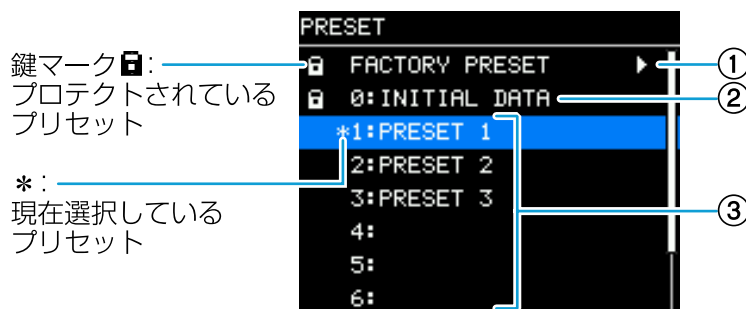 PRESET
鍵マーク🔒:
プロテクトされている
プリセット
FACTORY PRESET ▶
①
0:INITIAL DATA
②
*1:PRESET 1
2:PRESET 2
3:PRESET 3
4:
5:
6:
③
*:
現在選択している
プリセット